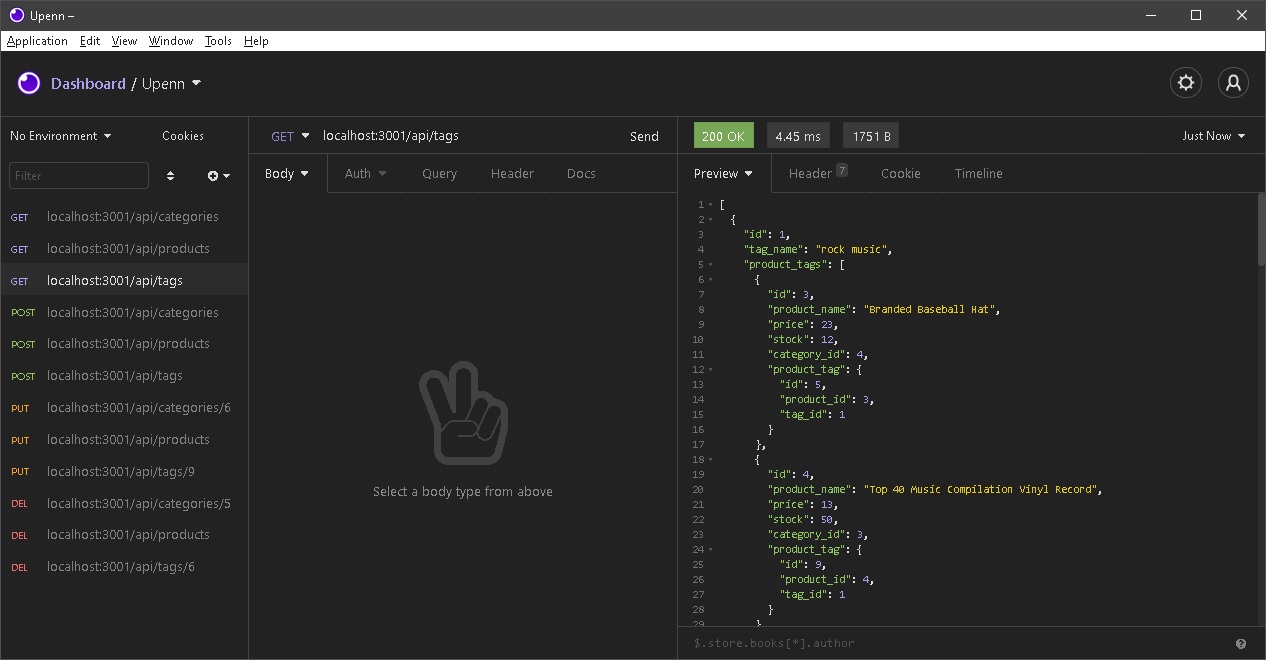 Upenn –
Application Edit View Window Tools Help
Dashboard / Upenn
No Environment Cookies
Filter
GET localhost:3001/api/categories
GET localhost:3001/api/products
GET localhost:3001/api/tags
POST localhost:3001/api/categories
POST localhost:3001/api/products
POST localhost:3001/api/tags
PUT localhost:3001/api/categories/6
PUT localhost:3001/api/products
PUT localhost:3001/api/tags/9
DEL localhost:3001/api/categories/5
DEL localhost:3001/api/products
DEL localhost:3001/api/tags/6
GET localhost:3001/api/tags Send
Body Auth Query Header Docs
Select a body type from above
200 OK 4.45 ms 1751 B Just Now
Preview Header 7 Cookie Timeline
1 [
2 {
3 "id": 1,
4 "tag_name": "rock music",
5 "product_tags": [
6 {
7 "id": 3,
8 "product_name": "Branded Baseball Hat",
9 "price": 23,
10 "stock": 12,
11 "category_id": 4,
12 "product_tag": {
13 "id": 5,
14 "product_id": 3,
15 "tag_id": 1
16 }
17 },
18 {
19 "id": 4,
20 "product_name": "Top 40 Music Compilation Vinyl Record",
21 "price": 13,
22 "stock": 50,
23 "category_id": 3,
24 "product_tag": {
25 "id": 9,
26 "product_id": 4,
27 "tag_id": 1
28 }
29 }
$.store.books[*].author